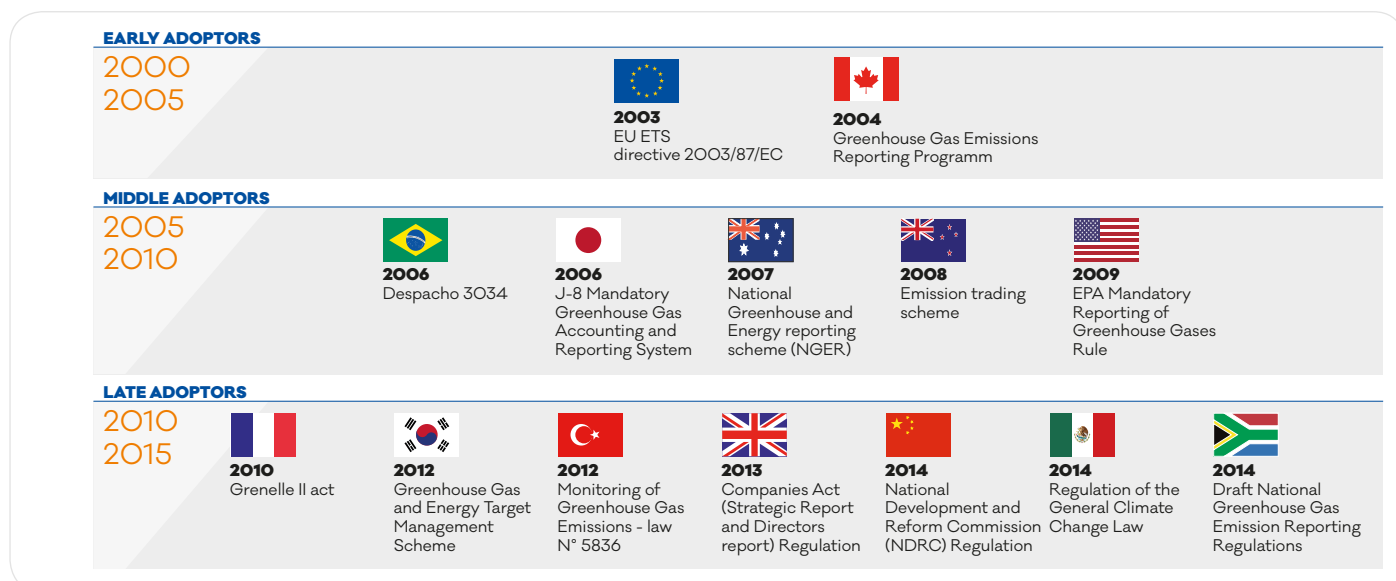 EARLY ADOPTORS
2000
2005
2003
EU ETS
directive 2003/87/EC
2004
Greenhouse Gas Emissions
Reporting Programm
MIDDLE ADOPTORS
2005
2010
2006
Despacho 3034
2006
J-8 Mandatory
Greenhouse Gas
Accounting and
Reporting System
2007
National
Greenhouse and
Energy reporting
scheme (NGER)
2008
Emission trading
scheme
2009
EPA Mandatory
Reporting of
Greenhouse Gases
Rule
LATE ADOPTORS
2010
2015
2010
Grenelle II act
2012
Greenhouse Gas
and Energy Target
Management
Scheme
2012
Monitoring of
Greenhouse Gas
Emissions - law
N° 5836
2013
Companies Act
(Strategic Report
and Directors
report) Regulation
2014
National
Development and
Reform Commission
(NDRC) Regulation
2014
Regulation of the
General Climate
Change Law
2014
Draft National
Greenhouse Gas
Emission Reporting
Regulations